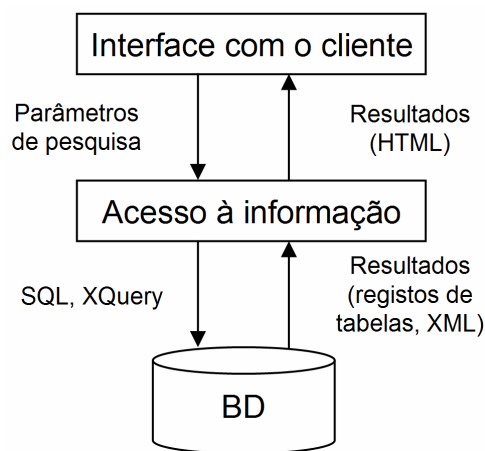 Interface com o cliente
Parâmetros
de pesquisa
Resultados
(HTML)
Acesso à informação
SQL, XQuery
Resultados
(registos de
tabelas, XML)
BD